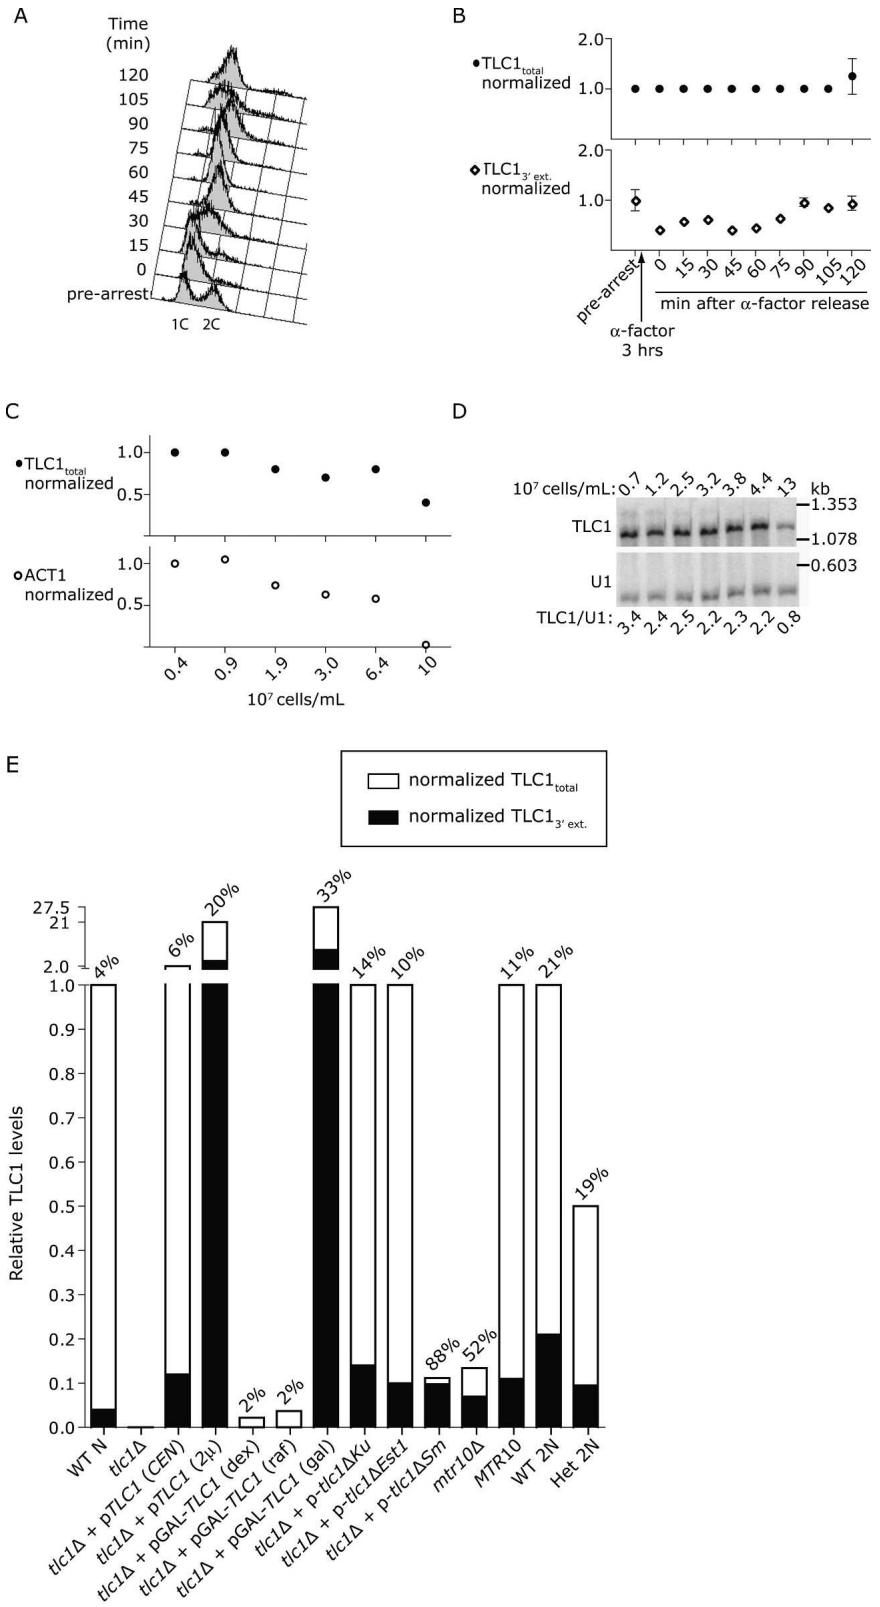 A
Time
(min)
120
105
90
75
60
45
30
15
0
pre-arrest
1C 2C
B
TLC1total
normalized
2.0
1.0
TLC13' ext.
normalized
2.0
1.0
pre-arrest 0 15 30 45 60 75 90 105 120
min after α-factor release
α-factor
3 hrs
C
TLC1total
normalized
1.0
0.5
ACT1
normalized
1.0
0.5
0.4 0.9 1.9 3.0 6.4 10
10⁷ cells/mL
D
10⁷ cells/mL: 0.7 1.2 2.5 3.2 3.8 4.4 13 kb
1.353
TLC1
1.078
0.603
U1
TLC1/U1: 3.4 2.4 2.5 2.2 2.3 2.2 0.8
E
normalized TLC1total
normalized TLC13' ext.
Relative TLC1 levels
27.5
21
2.0
1.0
0.9
0.8
0.7
0.6
0.5
0.4
0.3
0.2
0.1
0.0
4% 6% 20% 2% 2% 33% 14% 10% 88% 52% 11% 21% 19%
WT N
tlc1Δ
tlc1Δ + pTLC1 (CEN)
tlc1Δ + pTLC1 (2μ)
tlc1Δ + pGAL-TLC1 (dex)
tlc1Δ + pGAL-TLC1 (raf)
tlc1Δ + pGAL-TLC1 (gal)
tlc1Δ + p-tlc1ΔKu
tlc1Δ + p-tlc1ΔEst1
tlc1Δ + p-tlc1ΔSm
mtr10Δ
MTR10
WT 2N
Het 2N